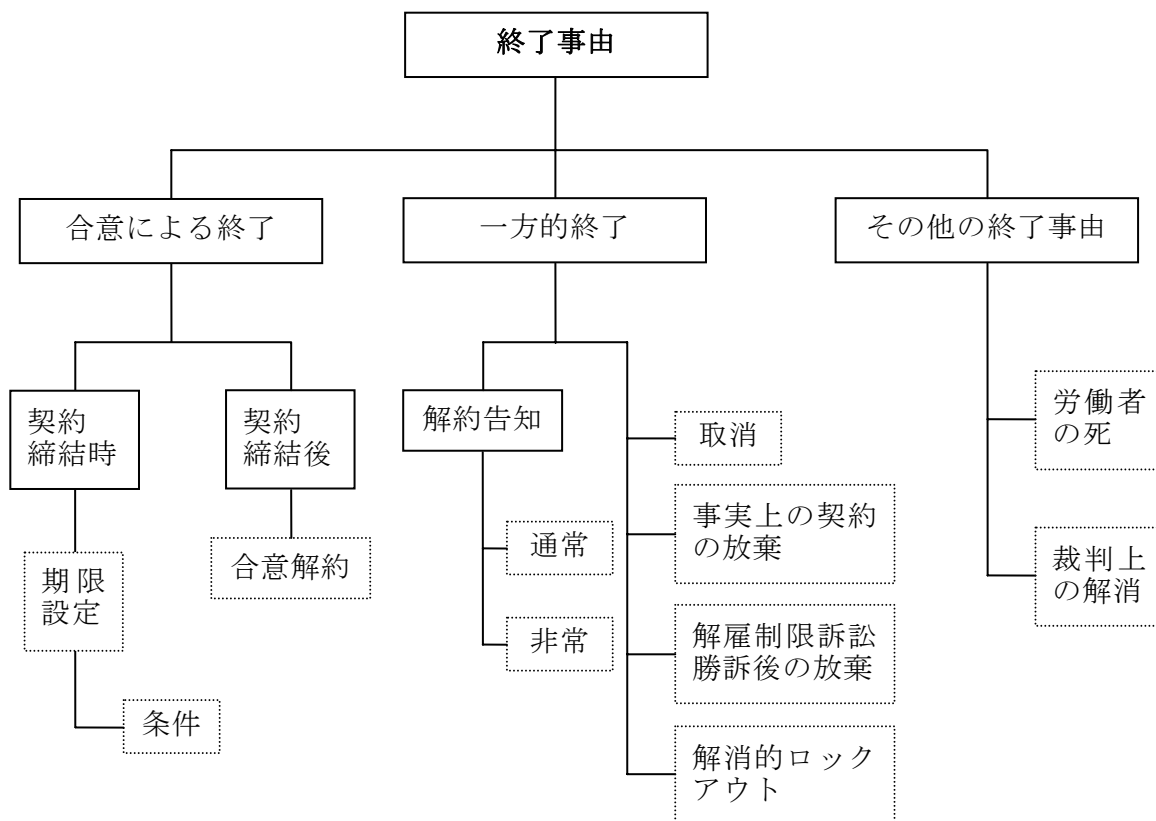 終了事由
合意による終了
一方的終了
その他の終了事由
契約
締結時
契約
締結後
解約告知
取消
労働者
の死
事実上の契約
の放棄
通常
合意解約
期限
設定
裁判上
の解消
非常
解雇制限訴訟
勝訴後の放棄
条件
解消的ロック
アウト